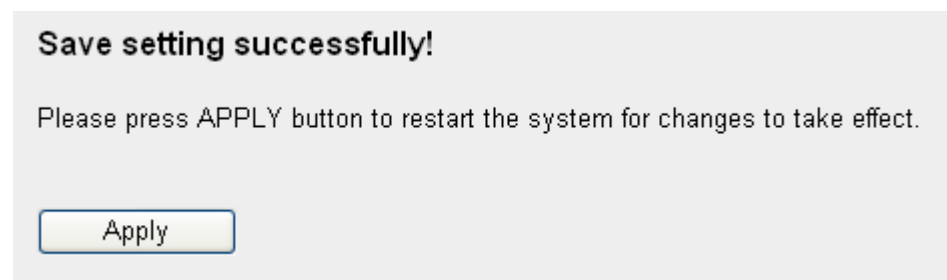 Save setting successfully!
Please press APPLY button to restart the system for changes to take effect.
Apply